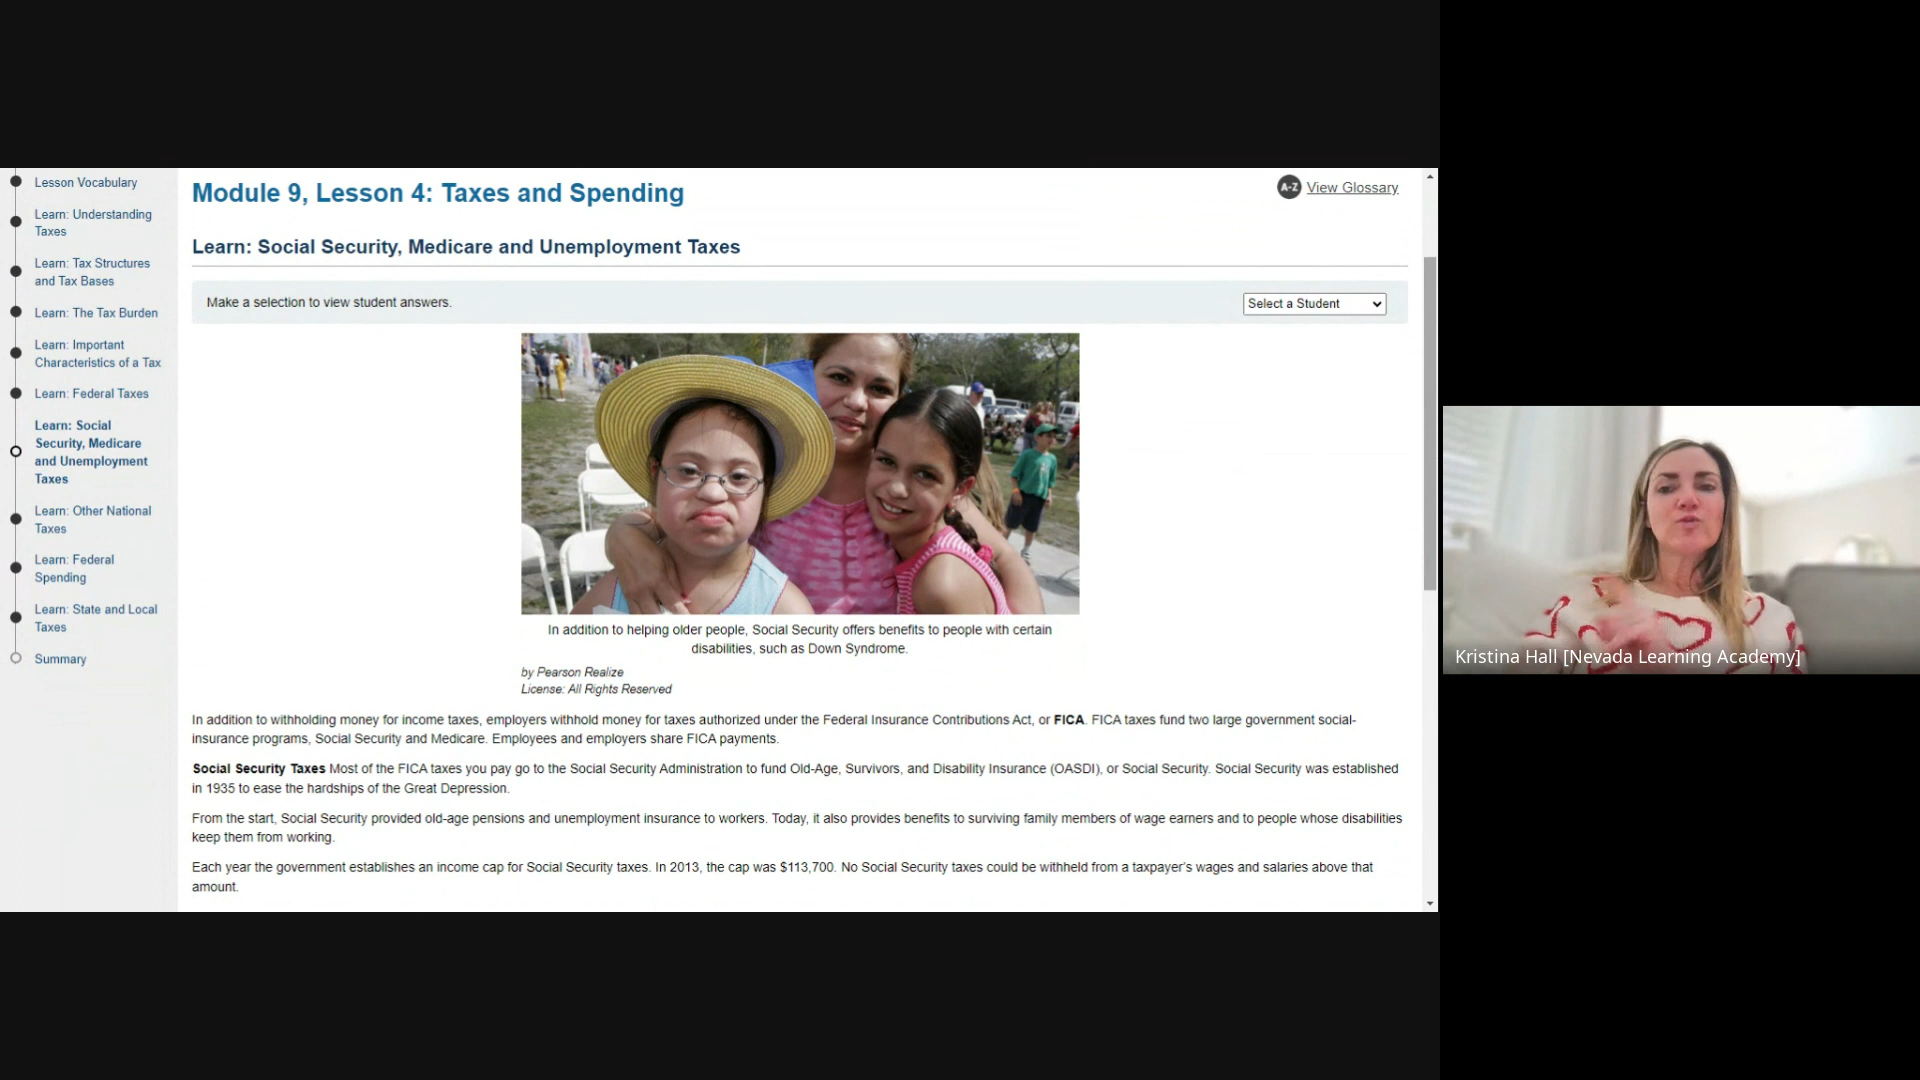 Lesson Vocabulary
Learn: Understanding
Taxes
Learn: Tax Structures
and Tax Bases
Learn: The Tax Burden
Learn: Important
Characteristics of a Tax
Learn: Federal Taxes
Learn: Social
Security, Medicare
and Unemployment
Taxes
Learn: Other National
Taxes
Learn: Federal
Spending
Learn: State and Local
Taxes
Summary
Module 9, Lesson 4: Taxes and Spending
A-Z View Glossary
Learn: Social Security, Medicare and Unemployment Taxes
Make a selection to view student answers.
Select a Student
In addition to helping older people, Social Security offers benefits to people with certain
disabilities, such as Down Syndrome.
by Pearson Realize
License: All Rights Reserved
In addition to withholding money for income taxes, employers withhold money for taxes authorized under the Federal Insurance Contributions Act, or FICA. FICA taxes fund two large government social-
insurance programs, Social Security and Medicare. Employees and employers share FICA payments.
Social Security Taxes Most of the FICA taxes you pay go to the Social Security Administration to fund Old-Age, Survivors, and Disability Insurance (OASDI), or Social Security. Social Security was established
in 1935 to ease the hardships of the Great Depression.
From the start, Social Security provided old-age pensions and unemployment insurance to workers. Today, it also provides benefits to surviving family members of wage earners and to people whose disabilities
keep them from working.
Each year the government establishes an income cap for Social Security taxes. In 2013, the cap was $113,700. No Social Security taxes could be withheld from a taxpayer's wages and salaries above that
amount.
Kristina Hall [Nevada Learning Academy]